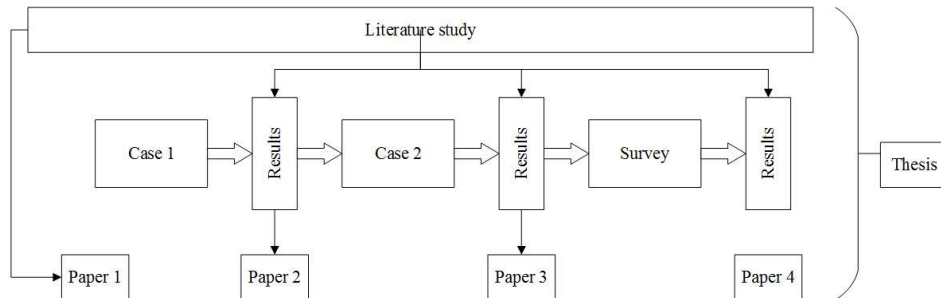 Literature study
Case 1
Results
Case 2
Results
Survey
Results
Thesis
Paper 1
Paper 2
Paper 3
Paper 4